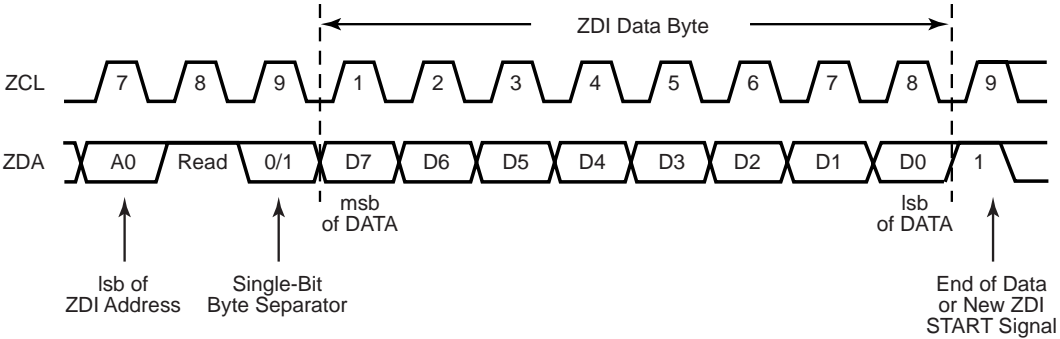 ZDI Data Byte
ZCL 7 8 9 1 2 3 4 5 6 7 8 9
ZDA A0 Read 0/1 D7 D6 D5 D4 D3 D2 D1 D0 1
msb
of DATA
lsb
of DATA
lsb of
ZDI Address
Single-Bit
Byte Separator
End of Data
or New ZDI
START Signal